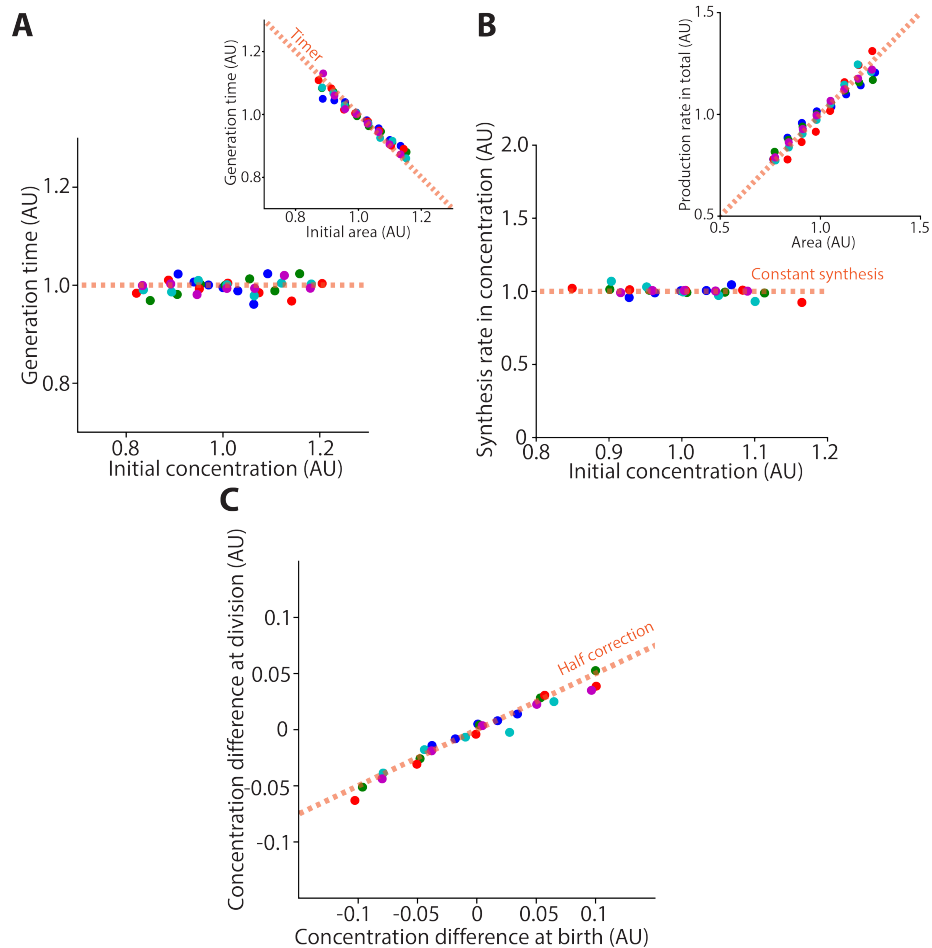 A
Generation time (AU)
1.2
1.0
0.8
0.8
1.0
1.2
Initial concentration (AU)
Generation time (AU)
1.2
1.0
0.8
Timer
0.8
1.0
1.2
Initial area (AU)
B
Synthesis rate in concentration (AU)
2.0
1.5
1.0
0.5
0
Constant synthesis
0.8
0.9
1.0
1.1
1.2
Initial concentration (AU)
Production rate in total (AU)
1.5
1.0
0.5
0.5
1.0
1.5
Area (AU)
C
Concentration difference at division (AU)
0.1
0.05
0
-0.05
-0.1
Half correction
-0.1
-0.05
0
0.05
0.1
Concentration difference at birth (AU)